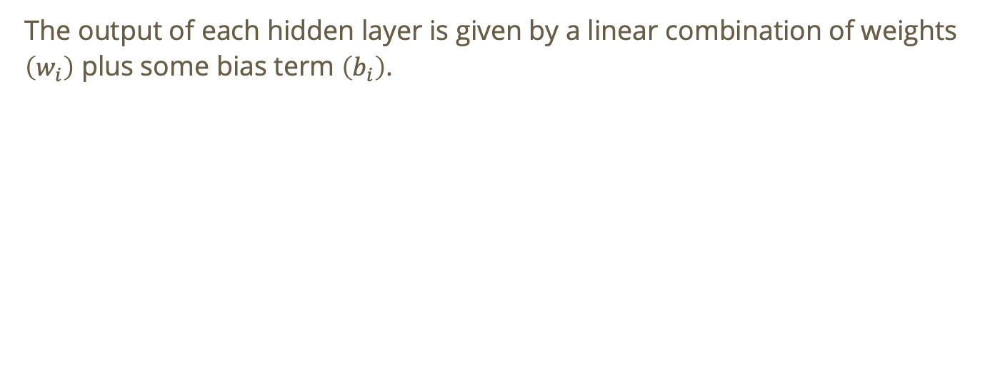 The output of each hidden layer is given by a linear combination of weights
(wᵢ) plus some bias term (bᵢ).